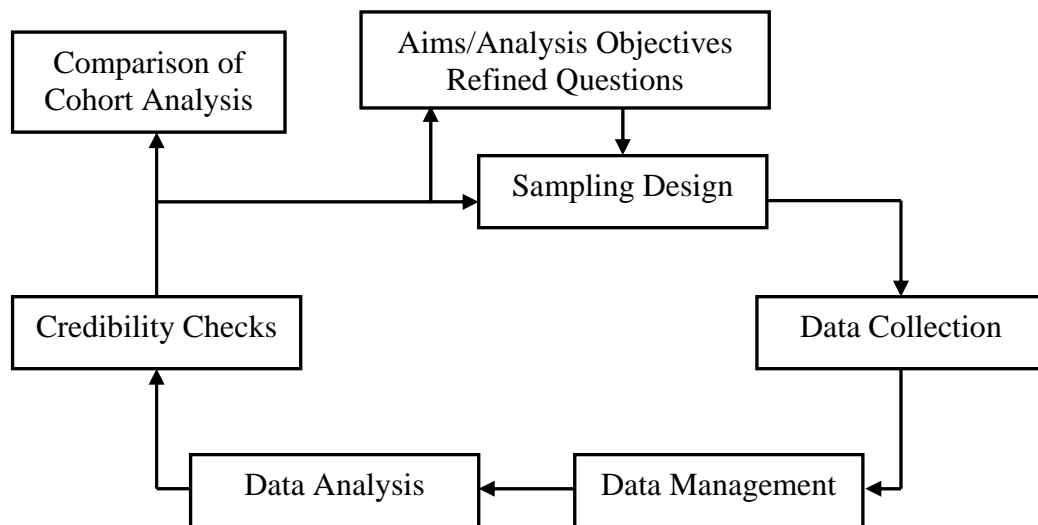 Comparison of
Cohort Analysis
Aims/Analysis Objectives
Refined Questions
Sampling Design
Credibility Checks
Data Collection
Data Analysis
Data Management